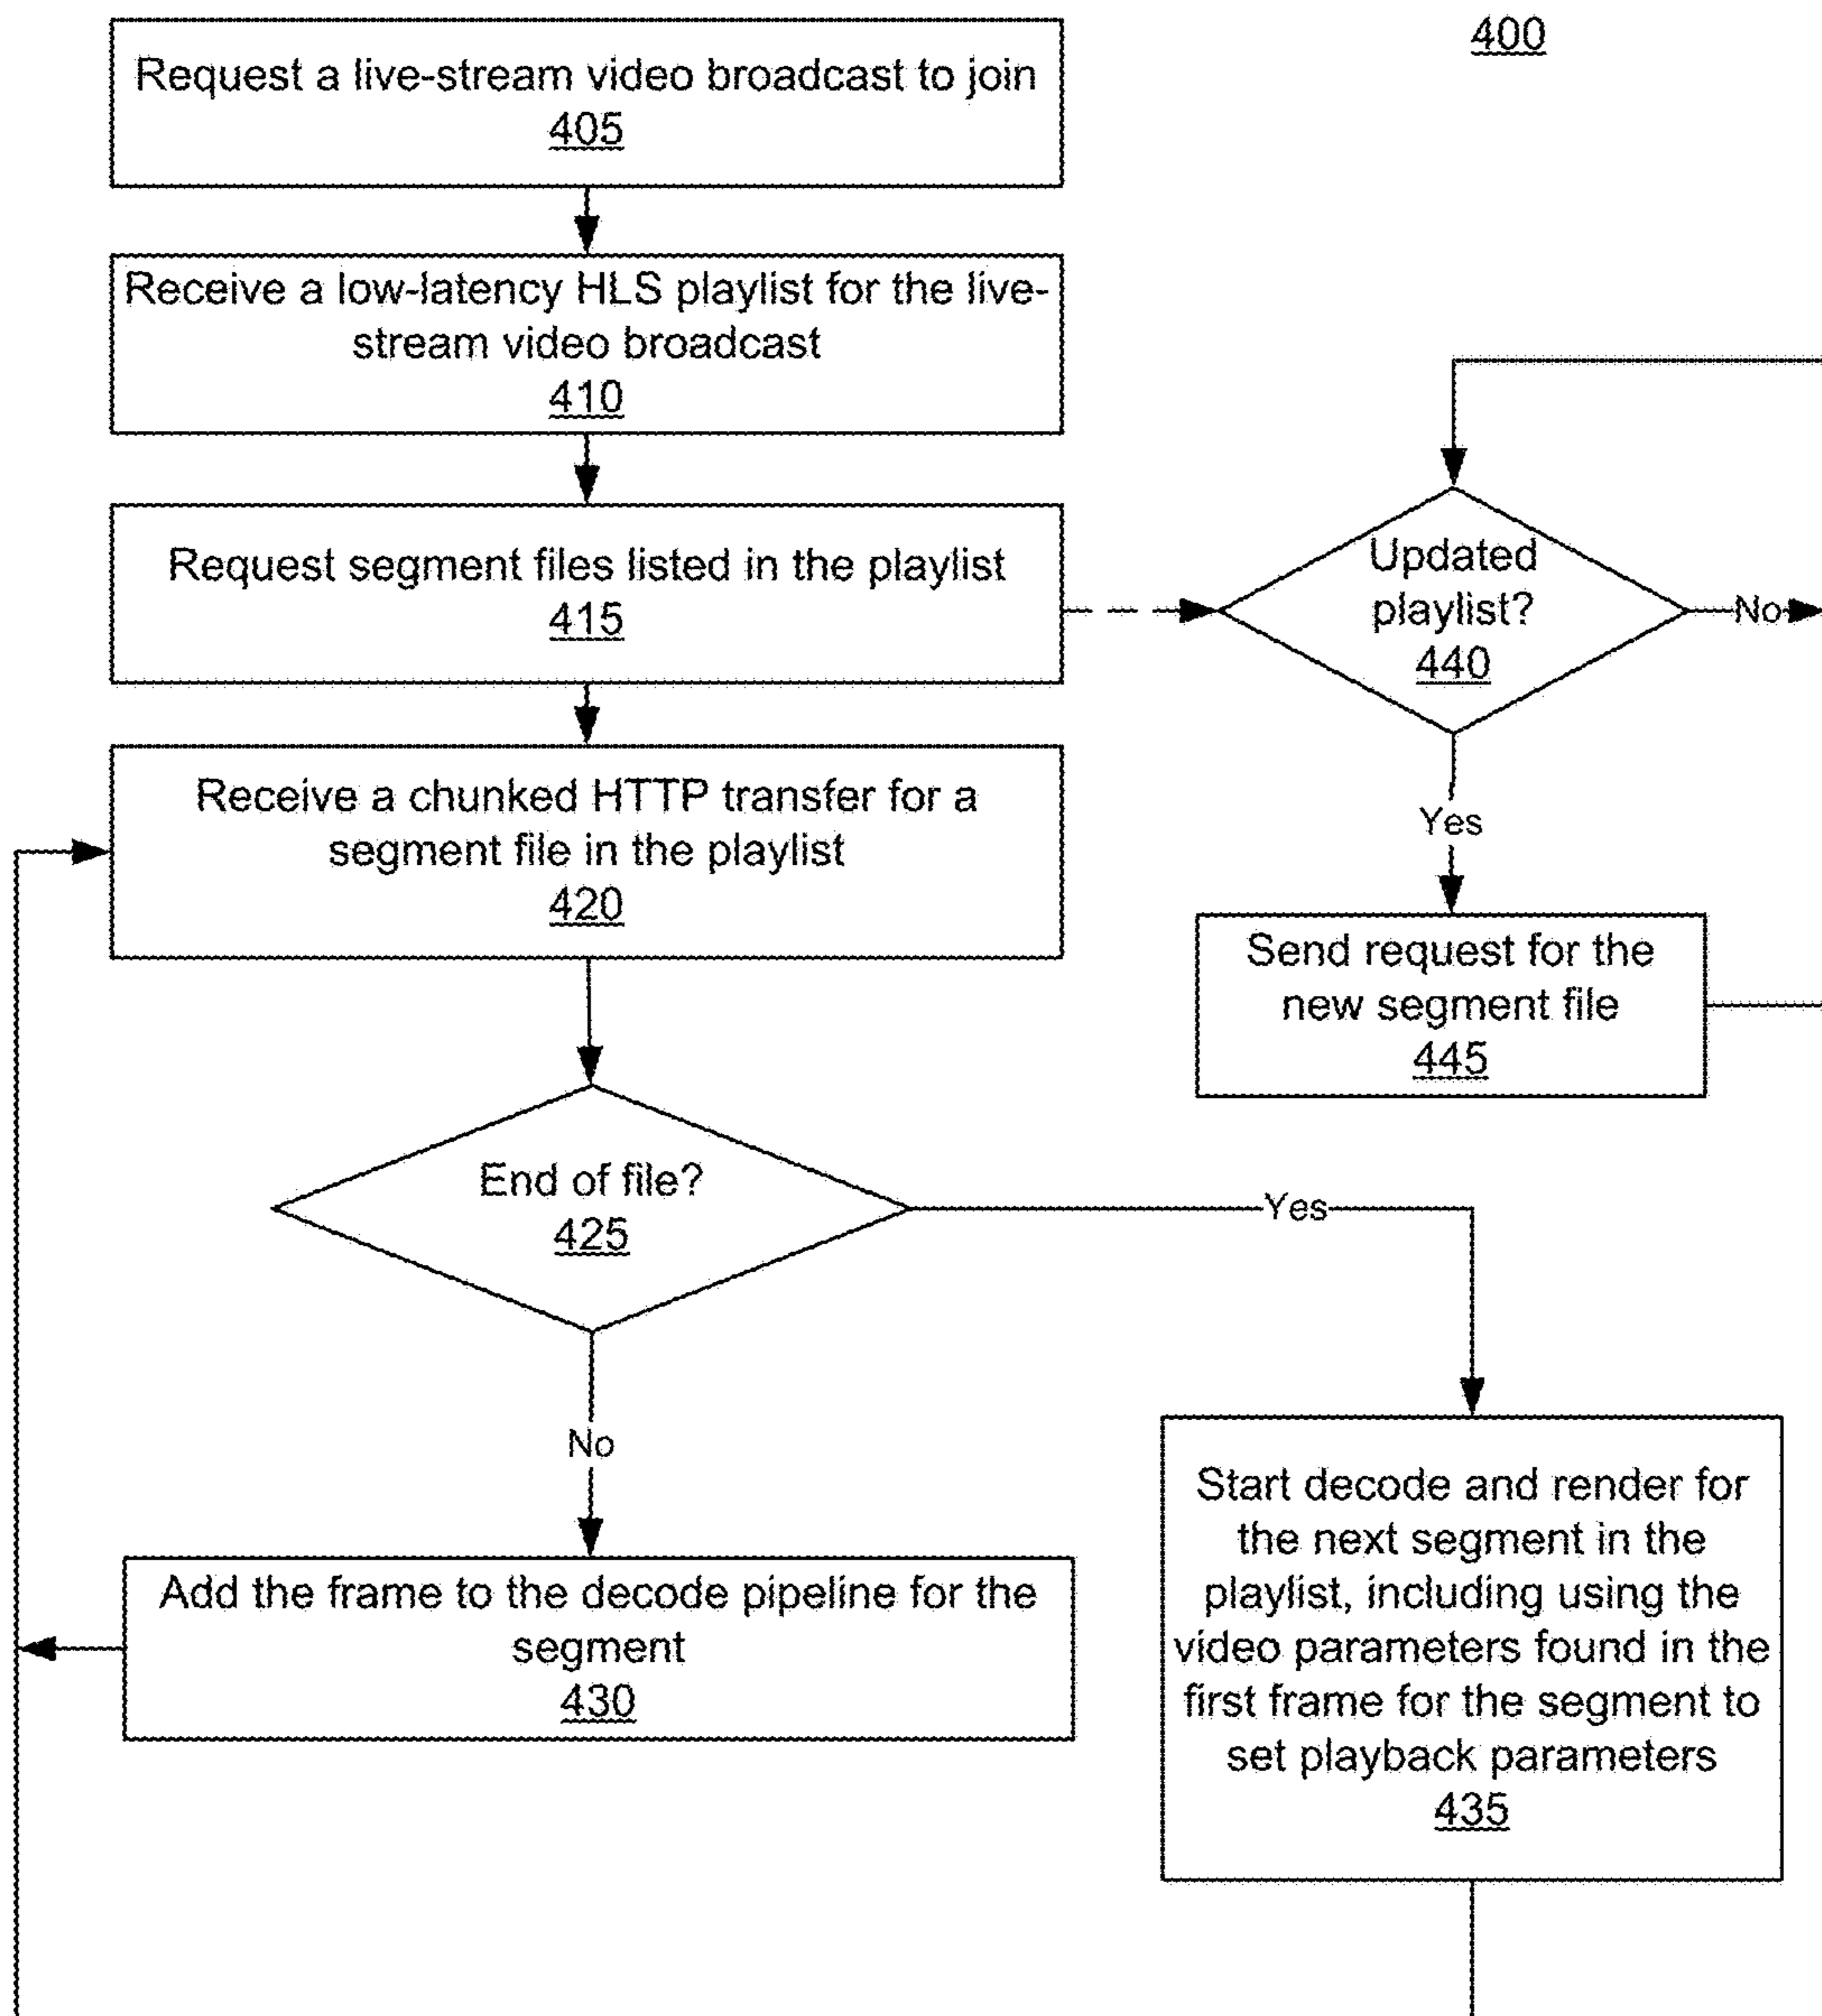 400
Request a live-stream video broadcast to join
405
Receive a low-latency HLS playlist for the live-
stream video broadcast
410
Request segment files listed in the playlist
415
Updated
playlist?
440
No
Yes
Receive a chunked HTTP transfer for a
segment file in the playlist
420
Send request for the
new segment file
445
End of file?
425
Yes
No
Add the frame to the decode pipeline for the
segment
430
Start decode and render for
the next segment in the
playlist, including using the
video parameters found in the
first frame for the segment to
set playback parameters
435